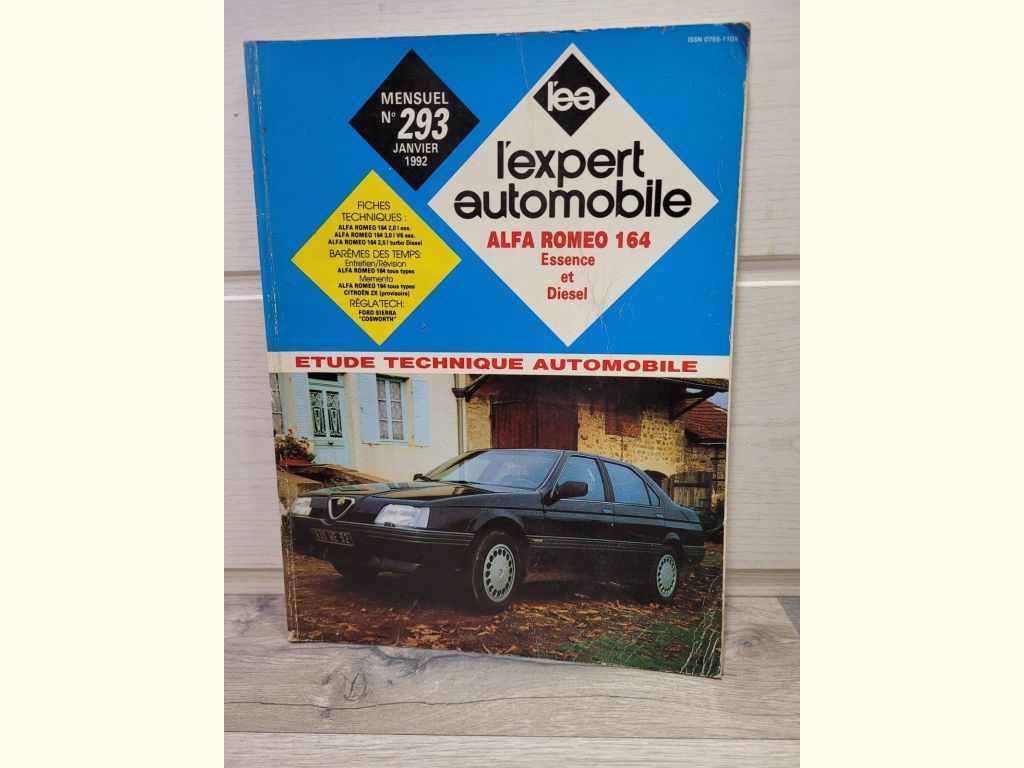 ISSN 0755-110X
MENSUEL
N° 293
JANVIER
1992
l'ea
l'expert
automobile
ALFA ROMEO 164
Essence
et
Diesel
FICHES
TECHNIQUES :
ALFA ROMEO 164 2,0 l ess.
ALFA ROMEO 164 3,0 l V6 ess.
ALFA ROMEO 164 2,5 l turbo Diesel
BARÈMES DES TEMPS:
Entretien/Révision
ALFA ROMEO 164 tous types
Memento
ALFA ROMEO 164 tous types
CITROËN ZX (provisoire)
RÉGLA'TECH:
FORD SIERRA
"COSWORTH"
ETUDE TECHNIQUE AUTOMOBILE